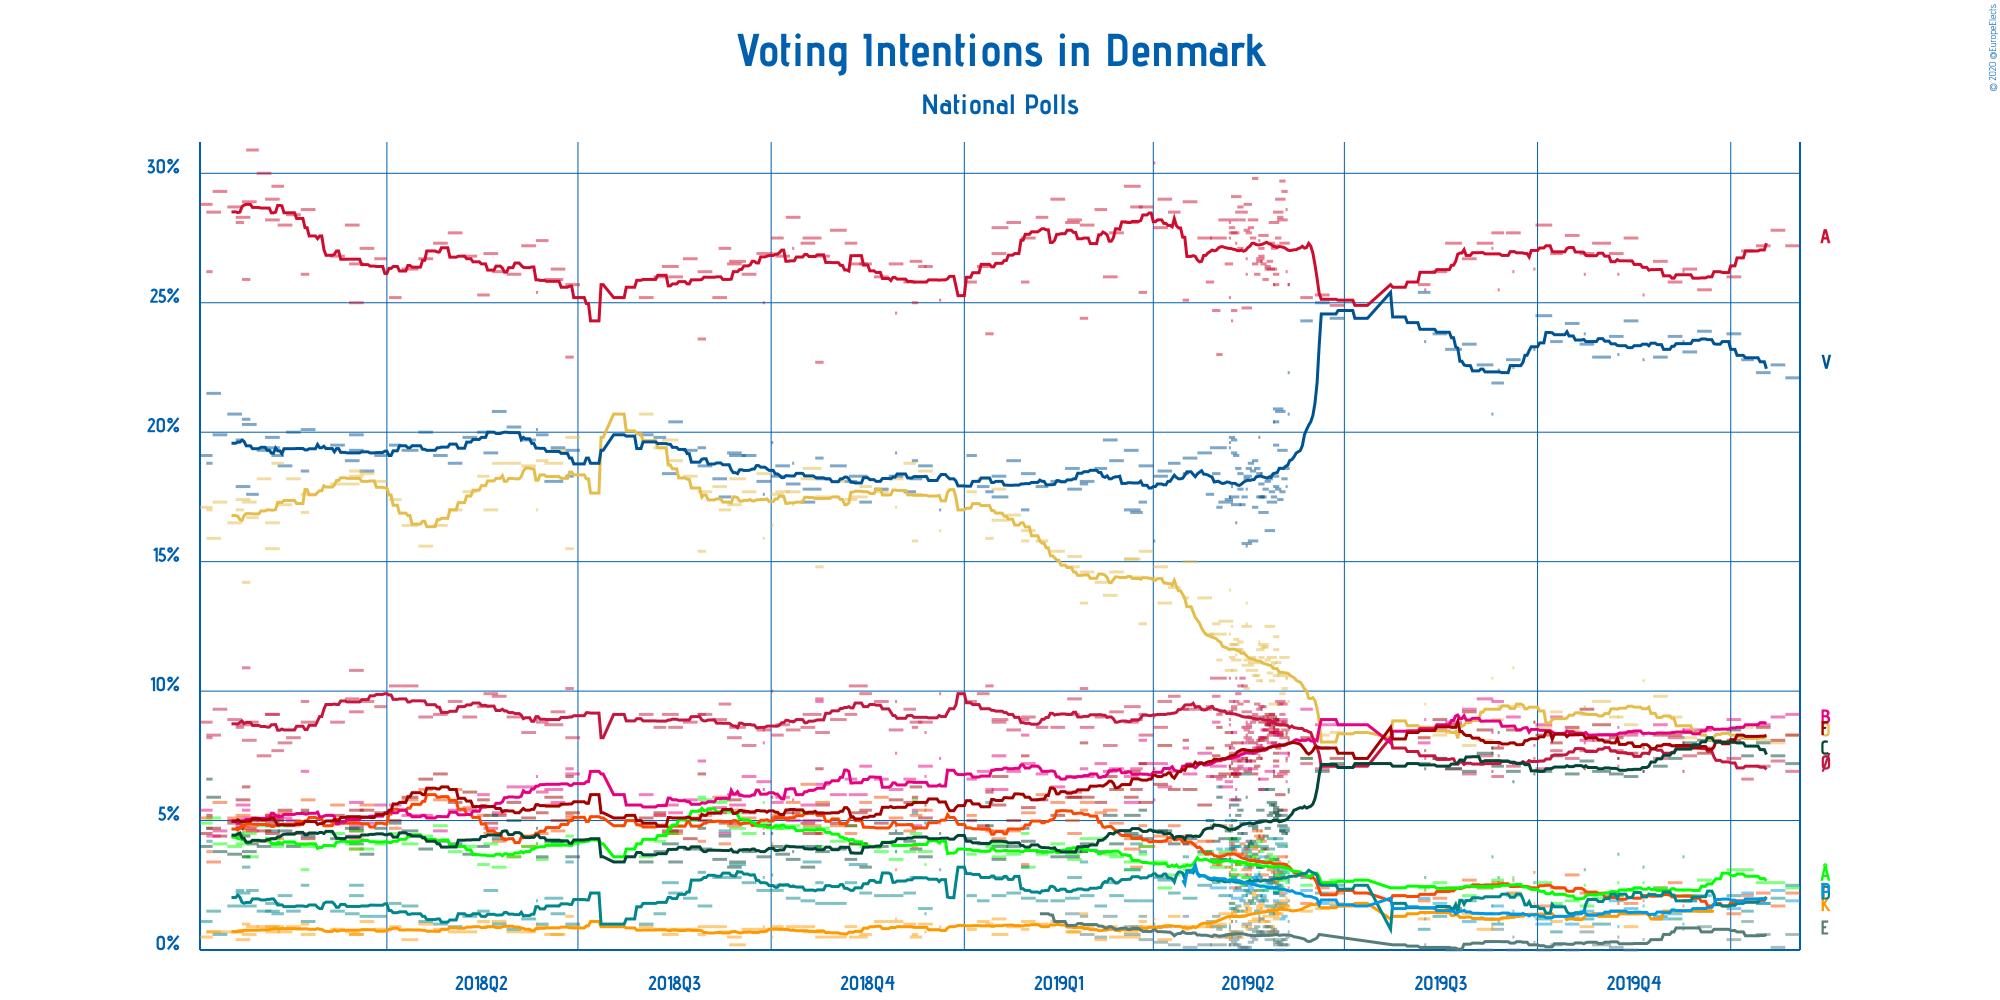 © 2020 @EuropeElects
Voting Intentions in Denmark
National Polls
30%
25%
20%
15%
10%
5%
0%
A
V
B
F
C
Ø
Å
K
E
2018Q2
2018Q3
2018Q4
2019Q1
2019Q2
2019Q3
2019Q4